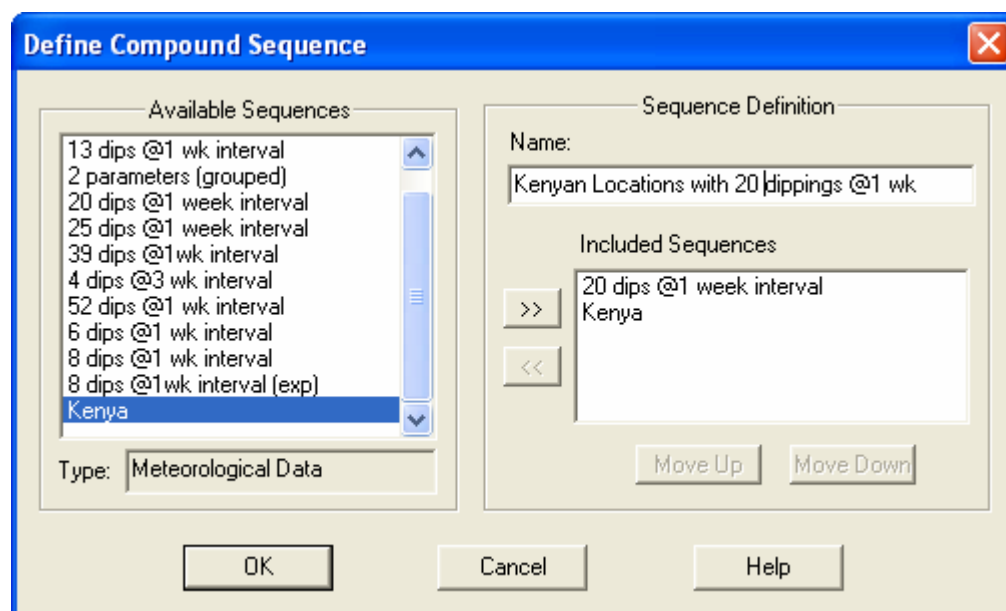 Define Compound Sequence
Available Sequences
13 dips @1 wk interval
2 parameters (grouped)
20 dips @1 week interval
25 dips @1 week interval
39 dips @1wk interval
4 dips @3 wk interval
52 dips @1 wk interval
6 dips @1 wk interval
8 dips @1 wk interval
8 dips @1wk interval (exp)
Kenya
Type: Meteorological Data
Sequence Definition
Name:
Kenyan Locations with 20 dippings @1 wk
Included Sequences
20 dips @1 week interval
Kenya
>>
<<
Move Up Move Down
OK Cancel Help